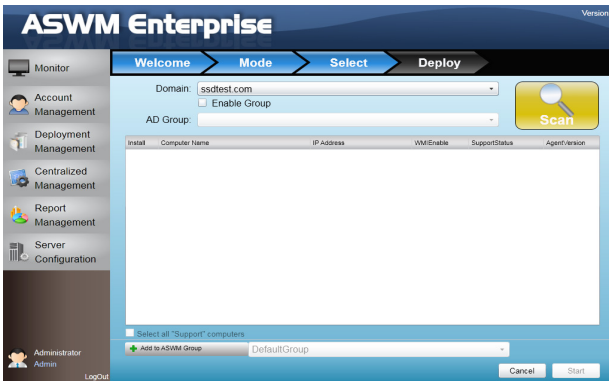 ASWM Enterprise
Version
Monitor
Account
Management
Deployment
Management
Centralized
Management
Report
Management
Server
Configuration
Administrator
Admin
LogOut
Welcome Mode Select Deploy
Domain: ssdtest.com
Enable Group
AD Group:
Scan
Install Computer Name IP Address WMIEnable SupportStatus AgentVersion
Select all "Support" computers
Add to ASWM Group DefaultGroup
Cancel Start